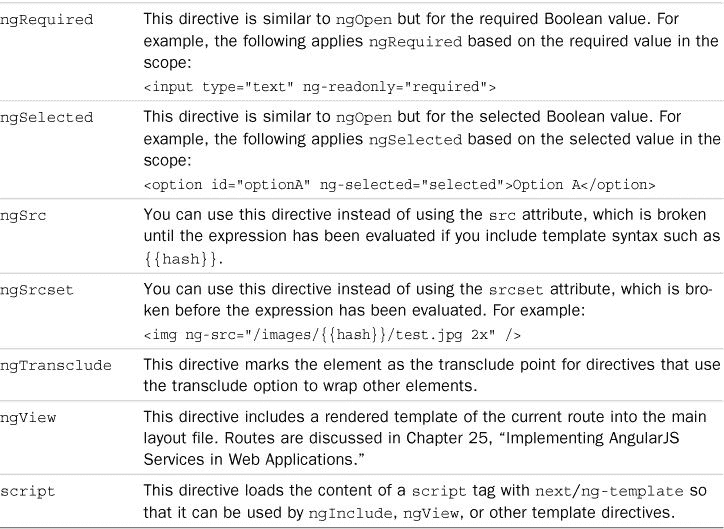 ngRequired This directive is similar to ngOpen but for the required Boolean value. For
example, the following applies ngRequired based on the required value in the
scope:
<input type="text" ng-readonly="required">
ngSelected This directive is similar to ngOpen but for the selected Boolean value. For
example, the following applies ngSelected based on the selected value in the
scope:
<option id="optionA" ng-selected="selected">Option A</option>
ngSrc You can use this directive instead of using the src attribute, which is broken
until the expression has been evaluated if you include template syntax such as
{{hash}}.
ngSrcset You can use this directive instead of using the srcset attribute, which is bro-
ken before the expression has been evaluated. For example:
<img ng-src="/images/{{hash}}/test.jpg 2x" />
ngTransclude This directive marks the element as the transclude point for directives that use
the transclude option to wrap other elements.
ngView This directive includes a rendered template of the current route into the main
layout file. Routes are discussed in Chapter 25, “Implementing AngularJS
Services in Web Applications.”
script This directive loads the content of a script tag with next/ng-template so
that it can be used by ngInclude, ngView, or other template directives.